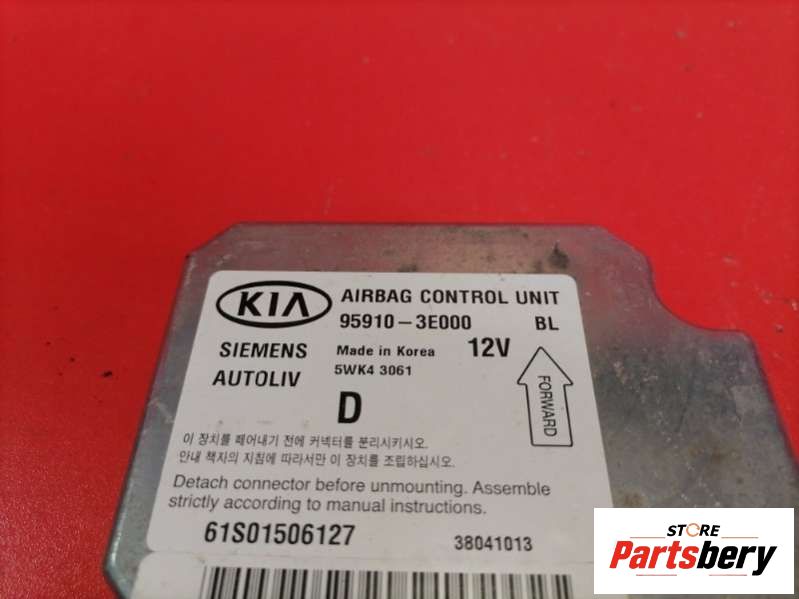 KIA AIRBAG CONTROL UNIT
95910-3E000 BL
SIEMENS Made in Korea 12V
AUTOLIV 5WK4 3061
D
FORWARD
이 장치를 떼어내기 전에 커넥터를 분리시키시오.
안내 책자의 지침에 따라서만 이 장치를 조립하십시오.
Detach connector before unmounting. Assemble
strictly according to manual instructions.
61S01506127 38041013
STORE
Partsbery